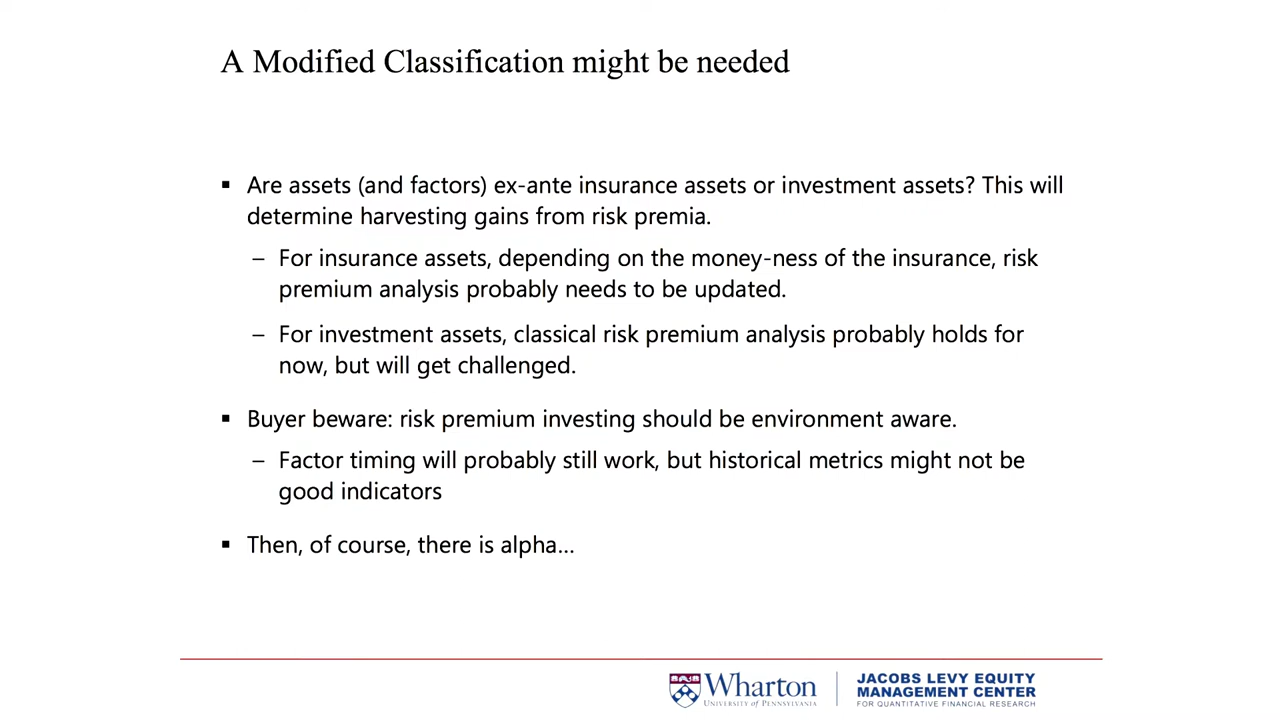 A Modified Classification might be needed
▪ Are assets (and factors) ex-ante insurance assets or investment assets? This will
determine harvesting gains from risk premia.
– For insurance assets, depending on the money-ness of the insurance, risk
premium analysis probably needs to be updated.
– For investment assets, classical risk premium analysis probably holds for
now, but will get challenged.
▪ Buyer beware: risk premium investing should be environment aware.
– Factor timing will probably still work, but historical metrics might not be
good indicators
▪ Then, of course, there is alpha...
Wharton
UNIVERSITY OF PENNSYLVANIA
JACOBS LEVY EQUITY
MANAGEMENT CENTER
FOR QUANTITATIVE FINANCIAL RESEARCH